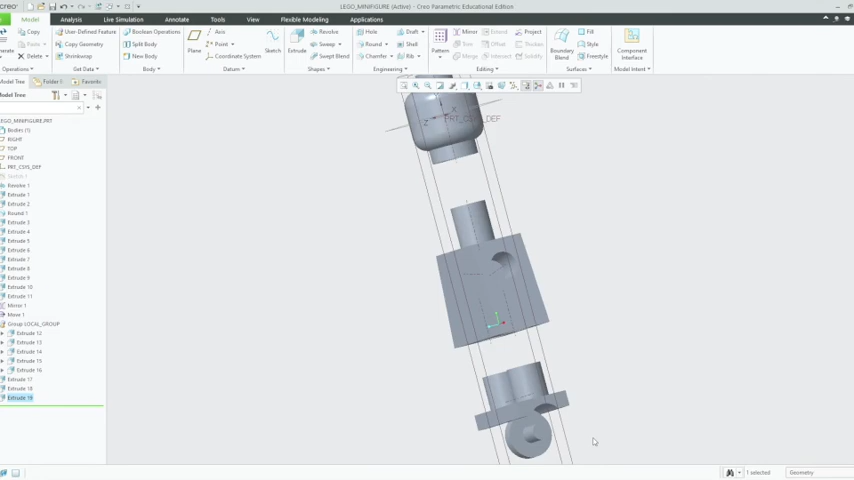 creo
LEGO_MINIFIGURE (Active) - Creo Parametric Educational Edition
Model Analysis Live Simulation Annotate Tools View Flexible Modeling Applications
Copy User-Defined Feature Boolean Operations Axis Revolve Hole Draft Mirror Extend Project Fill
Paste Copy Geometry Split Body Plane Point Sketch Extrude Sweep Round Shell Pattern Trim Offset Thicken Boundary Blend Style Component Interface
Delete Shrinkwrap New Body Coordinate System Swept Blend Chamfer Rib Merge Intersect Solidify Freestyle
Operations Get Data Body Datum Shapes Engineering Editing Surfaces Model Intent
Model Tree Folder Favorites
Model Tree
LEGO_MINIFIGURE.PRT
Bodies (1)
RIGHT
TOP
FRONT
PRT_CSYS_DEF
Sketch 1
Revolve 1
Extrude 1
Extrude 2
Round 1
Extrude 3
Extrude 4
Extrude 5
Extrude 6
Extrude 7
Extrude 8
Extrude 9
Extrude 10
Extrude 11
Mirror 1
Move 1
Group LOCAL_GROUP
Extrude 12
Extrude 13
Extrude 14
Extrude 15
Extrude 16
Extrude 17
Extrude 18
Extrude 19
X
Z
PRT_CSYS_DEF
1 selected
Geometry